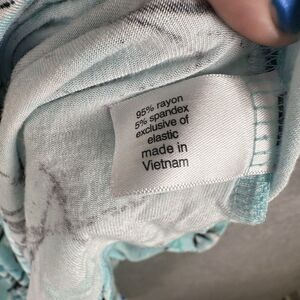 95% rayon
5% spandex
exclusive of
elastic
made in
Vietnam